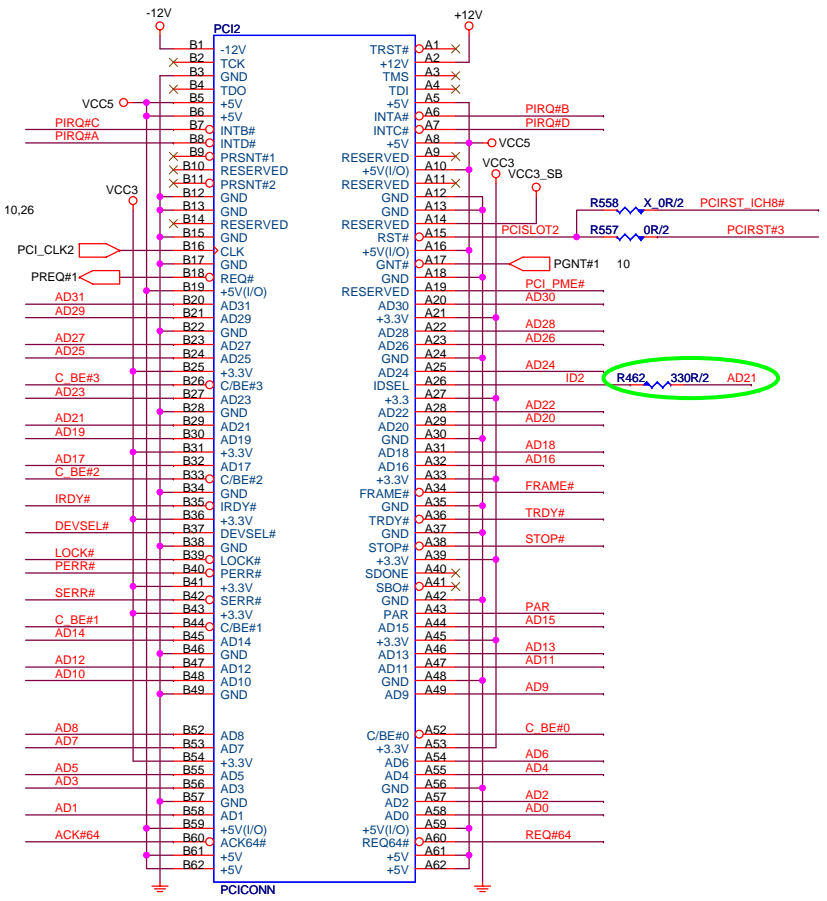 -12V +12V
PCI2
B1 -12V TRST# A1
B2 TCK +12V A2
B3 GND TMS A3
B4 TDO TDI A4
VCC5 B5 +5V +5V A5
B6 +5V INTA# A6 PIRQ#B
PIRQ#C B7 INTB# INTC# A7 PIRQ#D
PIRQ#A B8 INTD# +5V A8 VCC5
B9 PRSNT#1 RESERVED A9
B10 RESERVED +5V(I/O) A10 VCC3
B11 PRSNT#2 RESERVED A11 VCC3_SB
VCC3 B12 GND GND A12
10,26 B13 GND GND A13 R558 X_0R/2 PCIRST_ICH8#
B14 RESERVED RESERVED A14
B15 GND RST# A15 PCISLOT2 R557 0R/2 PCIRST#3
PCI_CLK2 B16 CLK +5V(I/O) A16
B17 GND GNT# A17 PGNT#1 10
PREQ#1 B18 REQ# GND A18
B19 +5V(I/O) RESERVED A19 PCI_PME#
AD31 B20 AD31 AD30 A20 AD30
AD29 B21 AD29 +3.3V A21
B22 GND AD28 A22 AD28
AD27 B23 AD27 AD26 A23 AD26
AD25 B24 AD25 GND A24
B25 +3.3V AD24 A25 AD24
C_BE#3 B26 C/BE#3 IDSEL A26 ID2 R462 330R/2 AD21
AD23 B27 AD23 +3.3 A27
B28 GND AD22 A28 AD22
AD21 B29 AD21 AD20 A29 AD20
AD19 B30 AD19 GND A30
B31 +3.3V AD18 A31 AD18
AD17 B32 AD17 AD16 A32 AD16
C_BE#2 B33 C/BE#2 +3.3V A33
B34 GND FRAME# A34 FRAME#
IRDY# B35 IRDY# GND A35
B36 +3.3V TRDY# A36 TRDY#
DEVSEL# B37 DEVSEL# GND A37
B38 GND STOP# A38 STOP#
LOCK# B39 LOCK# +3.3V A39
PERR# B40 PERR# SDONE A40
B41 +3.3V SBO# A41
SERR# B42 SERR# GND A42
B43 +3.3V PAR A43 PAR
C_BE#1 B44 C/BE#1 AD15 A44 AD15
AD14 B45 AD14 +3.3V A45
B46 GND AD13 A46 AD13
AD12 B47 AD12 AD11 A47 AD11
AD10 B48 AD10 GND A48
B49 GND AD9 A49 AD9
AD8 B52 AD8 C/BE#0 A52 C_BE#0
AD7 B53 AD7 +3.3V A53
B54 +3.3V AD6 A54 AD6
AD5 B55 AD5 AD4 A55 AD4
AD3 B56 AD3 GND A56
B57 GND AD2 A57 AD2
AD1 B58 AD1 AD0 A58 AD0
B59 +5V(I/O) +5V(I/O) A59
ACK#64 B60 ACK64# REQ64# A60 REQ#64
B61 +5V +5V A61
B62 +5V +5V A62
PCICONN